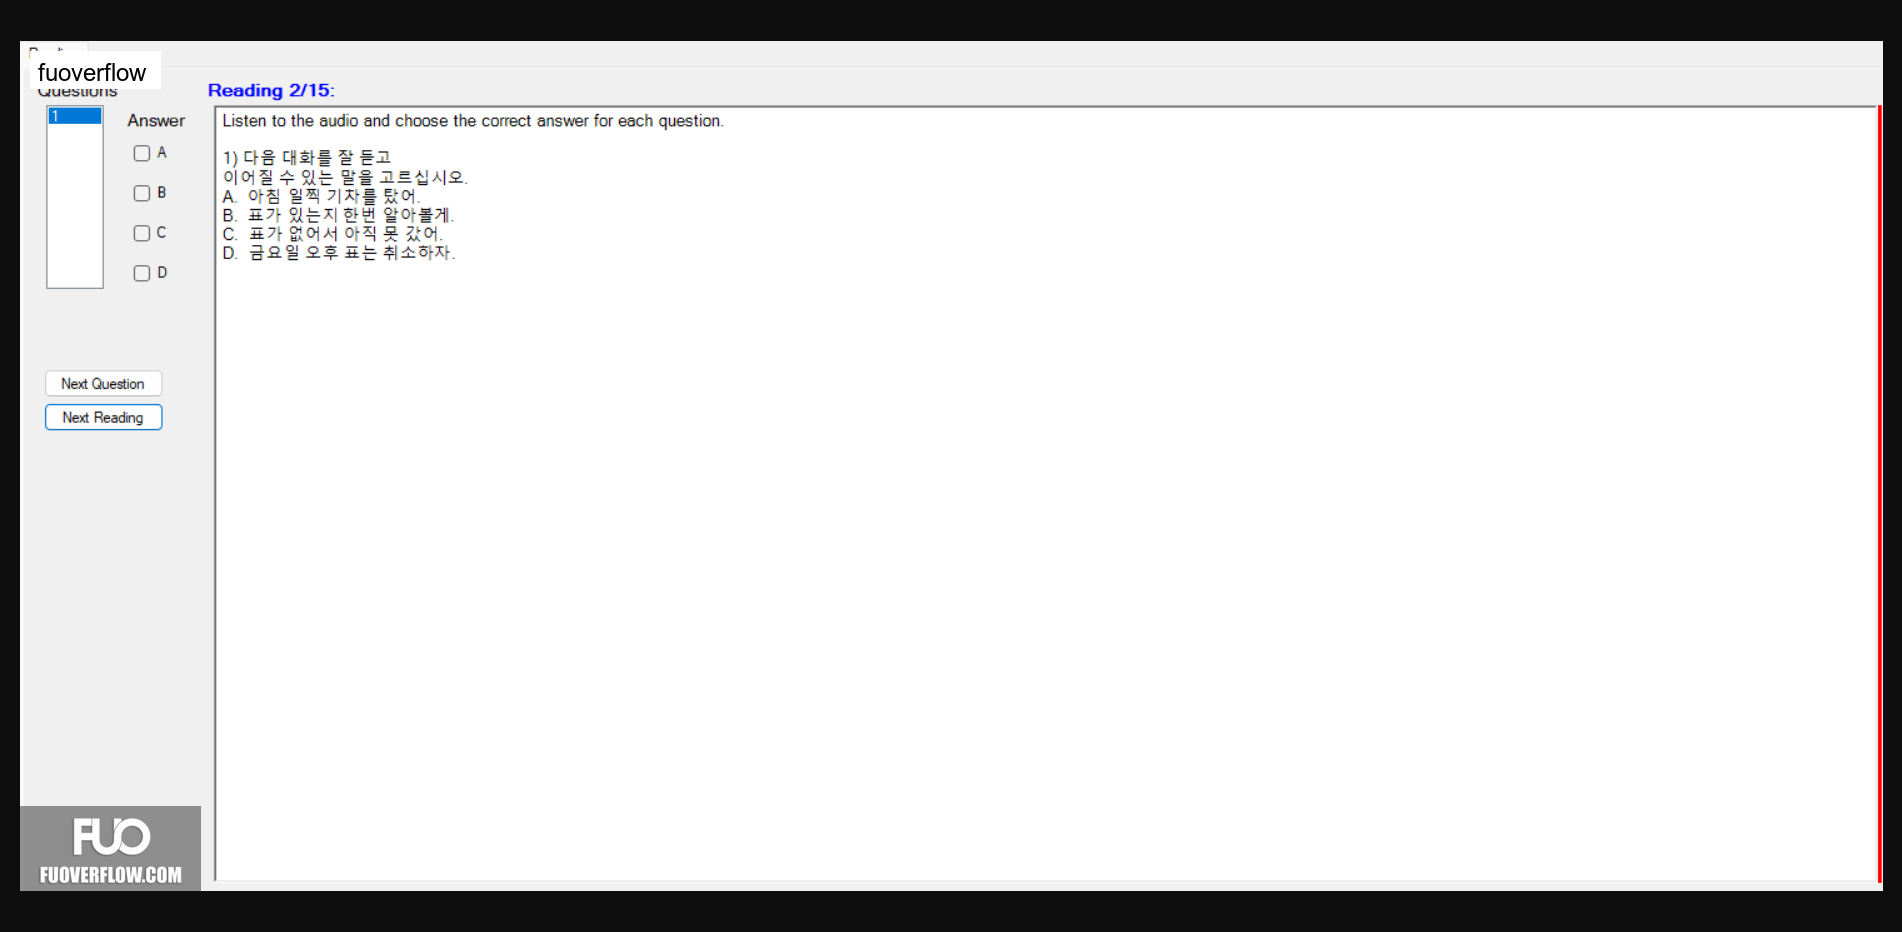 fuoverflow
Questions
Reading 2/15:
1
Answer
A
B
C
D
Listen to the audio and choose the correct answer for each question.
1) 다음 대화를 잘 듣고
이어질 수 있는 말을 고르십시오.
A. 아침 일찍 기차를 탔어.
B. 표가 있는지 한번 알아볼게.
C. 표가 없어서 아직 못 갔어.
D. 금요일 오후 표는 취소하자.
Next Question
Next Reading
FUO
FUOVERFLOW.COM